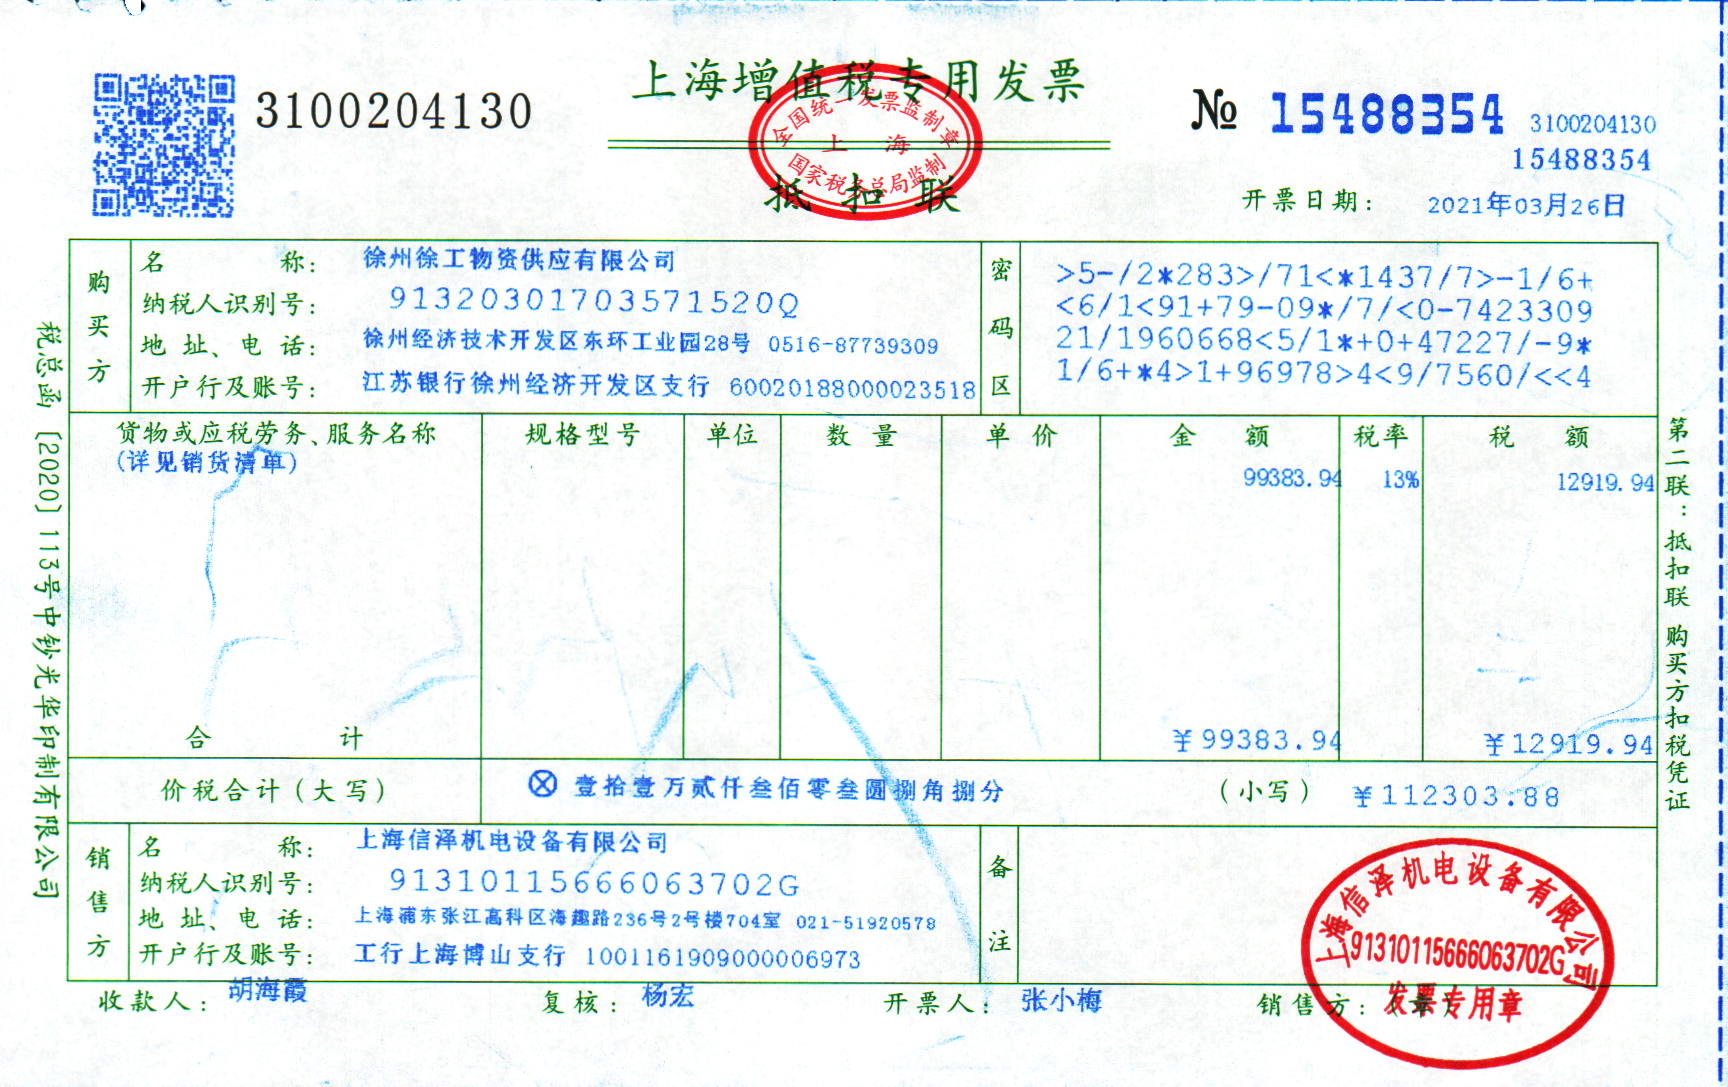 上海增值税专用发票
3100204130
№ 15488354
3100204130
15488354
全国统一发票监制章
上海
国家税务总局监制
抵扣联
开票日期： 2021年03月26日
购买方
名称： 徐州徐工物资供应有限公司
纳税人识别号： 91320301703571520Q
地址、电话： 徐州经济技术开发区东环工业园28号 0516-87739309
开户行及账号： 江苏银行徐州经济开发区支行 60020188000023518
密码区
>5-/2*283>/71<*1437/7>-1/6+
<6/1<91+79-09*/7/<0-7423309
21/1960668<5/1*+0+47227/-9*
1/6+*4>1+96978>4<9/7560/<<4
货物或应税劳务、服务名称 规格型号 单位 数量 单价 金额 税率 税额
(详见销货清单) 99383.94 13% 12919.94
合计 ￥99383.94 ￥12919.94
价税合计（大写） ⊗ 壹拾壹万贰仟叁佰零叁圆捌角捌分 （小写） ￥112303.88
销售方
名称： 上海信泽机电设备有限公司
纳税人识别号： 91310115666063702G
地址、电话： 上海浦东张江高科区海趣路236号2号楼704室 021-51920578
开户行及账号： 工行上海博山支行 1001161909000006973
备注
收款人： 胡海霞 复核： 杨宏 开票人： 张小梅 销售方：（章）
上海信泽机电设备有限公司
91310115666063702G
发票专用章
税总函〔2020〕113号中钞光华印制有限公司
第二联：抵扣联 购买方扣税凭证